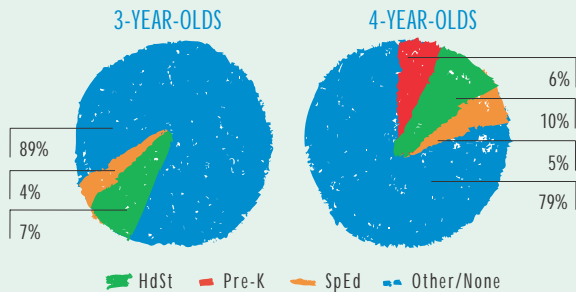 3-YEAR-OLDS
89%
4%
7%
4-YEAR-OLDS
6%
10%
5%
79%
HdSt Pre-K SpEd Other/None